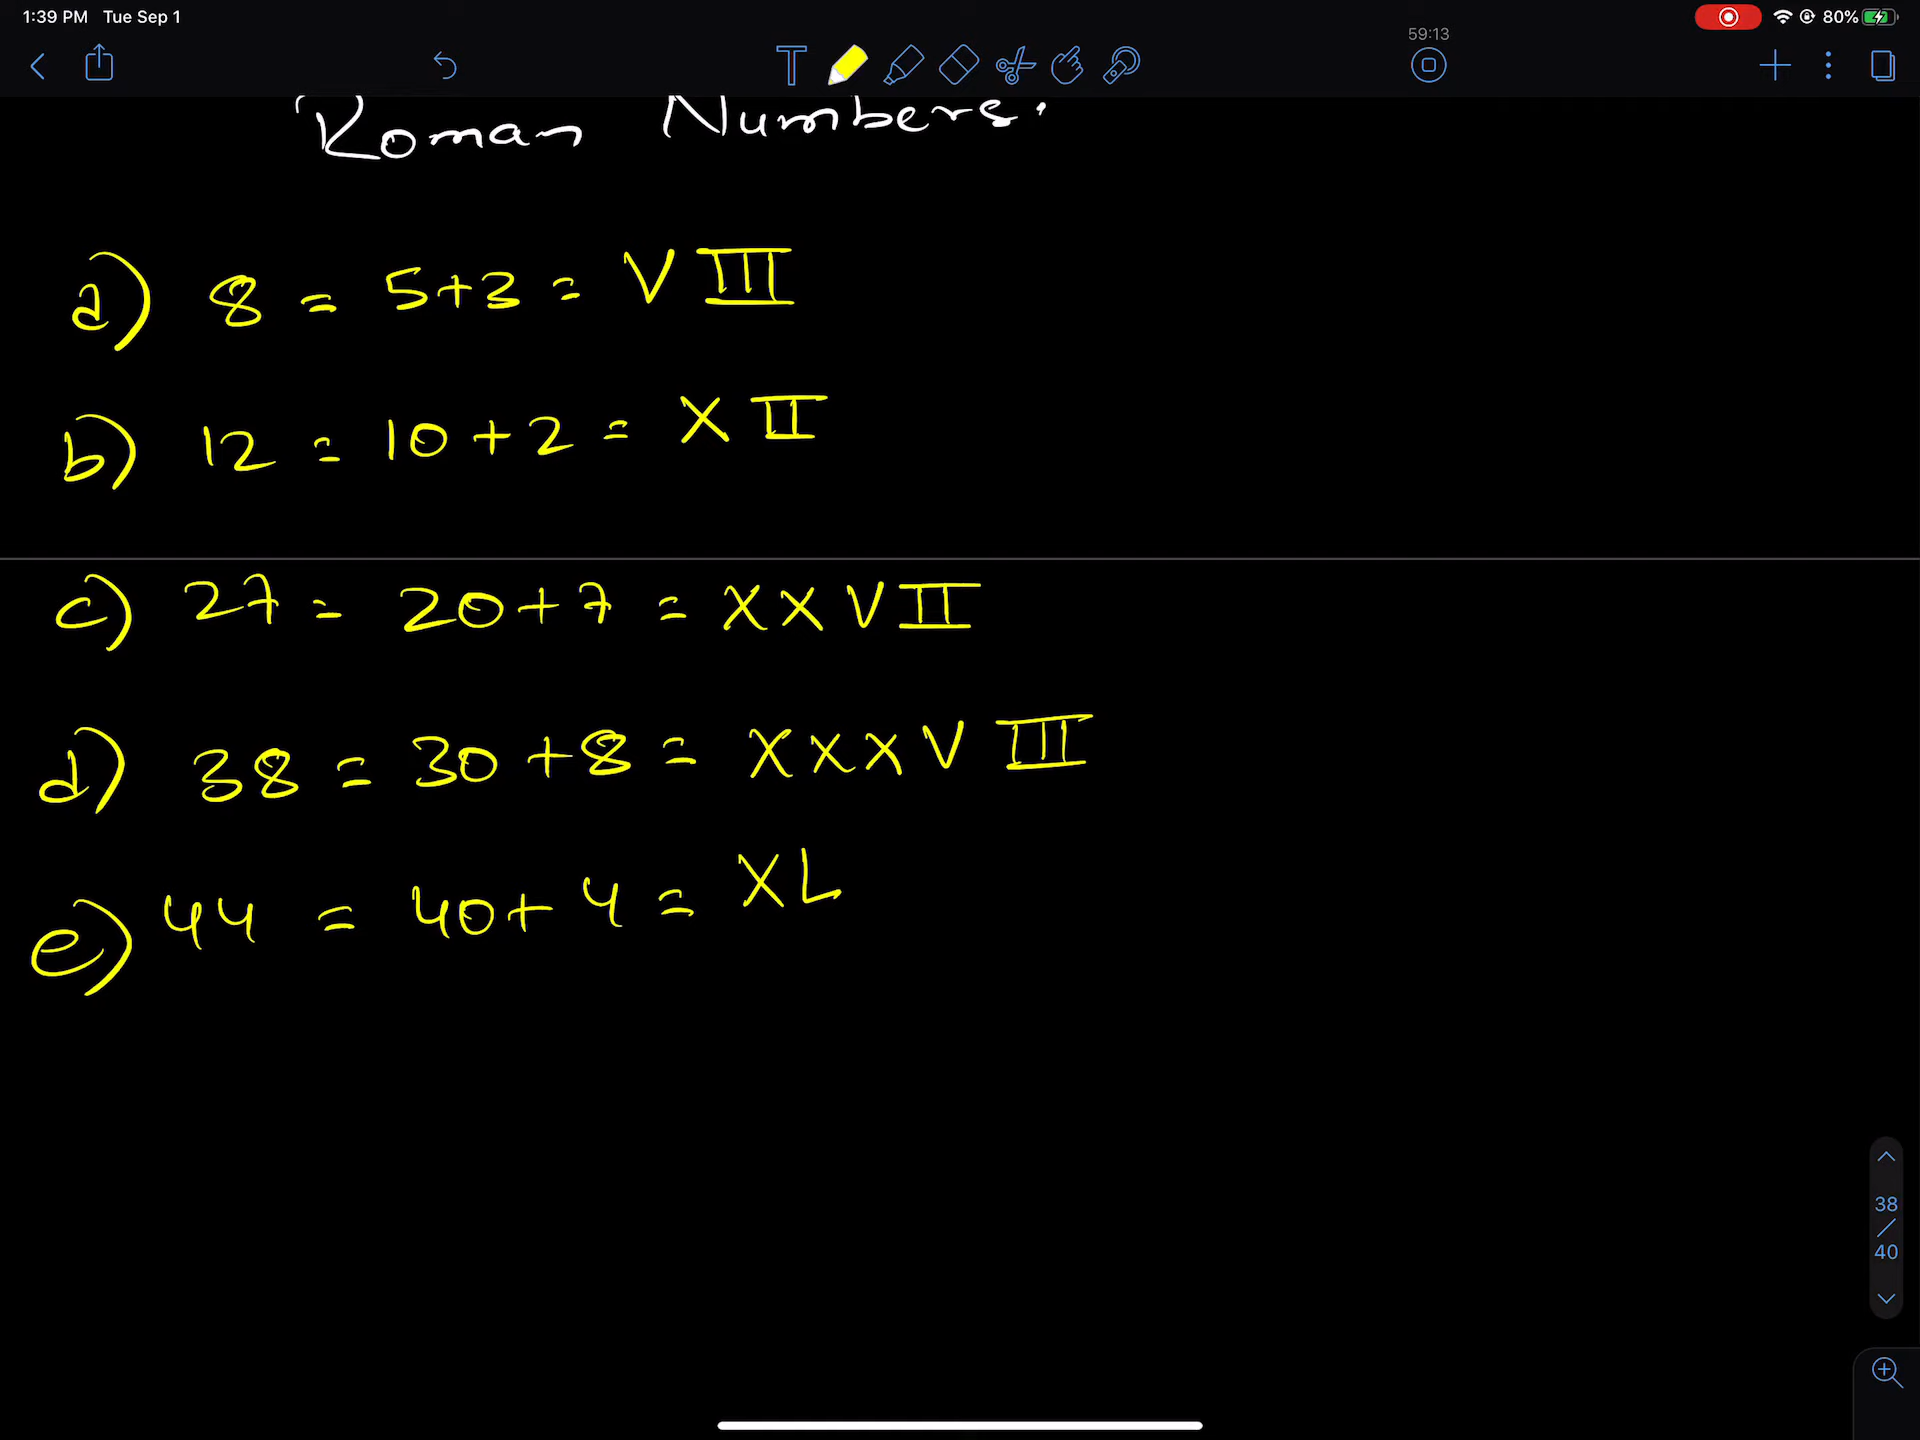 1:39 PM Tue Sep 1
80%
59:13
T
Roman Numbers.
a) 8 = 5+3 = VIII
b) 12 = 10+2 = XII
c) 27 = 20+7 = XXVII
d) 38 = 30+8 = XXXVIII
e) 44 = 40+4 = XL
38
/
40